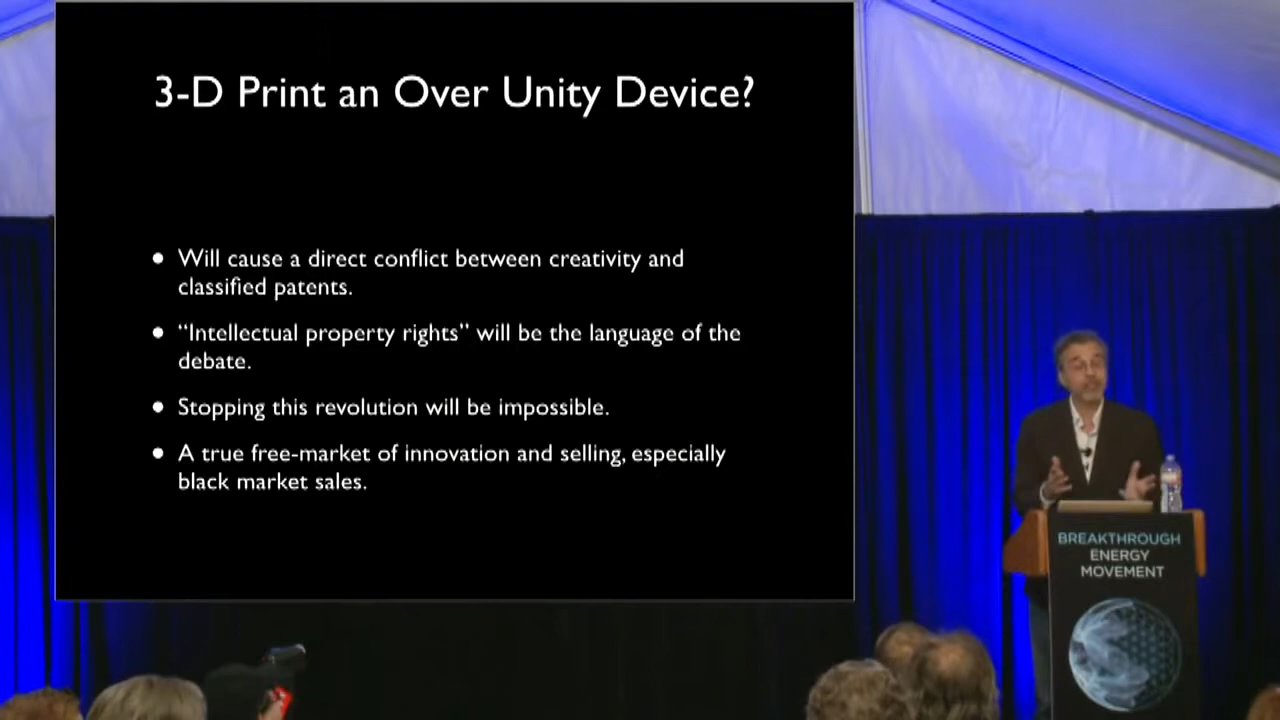 3-D Print an Over Unity Device?
• Will cause a direct conflict between creativity and
classified patents.
• “Intellectual property rights” will be the language of the
debate.
• Stopping this revolution will be impossible.
• A true free-market of innovation and selling, especially
black market sales.
BREAKTHROUGH
ENERGY
MOVEMENT